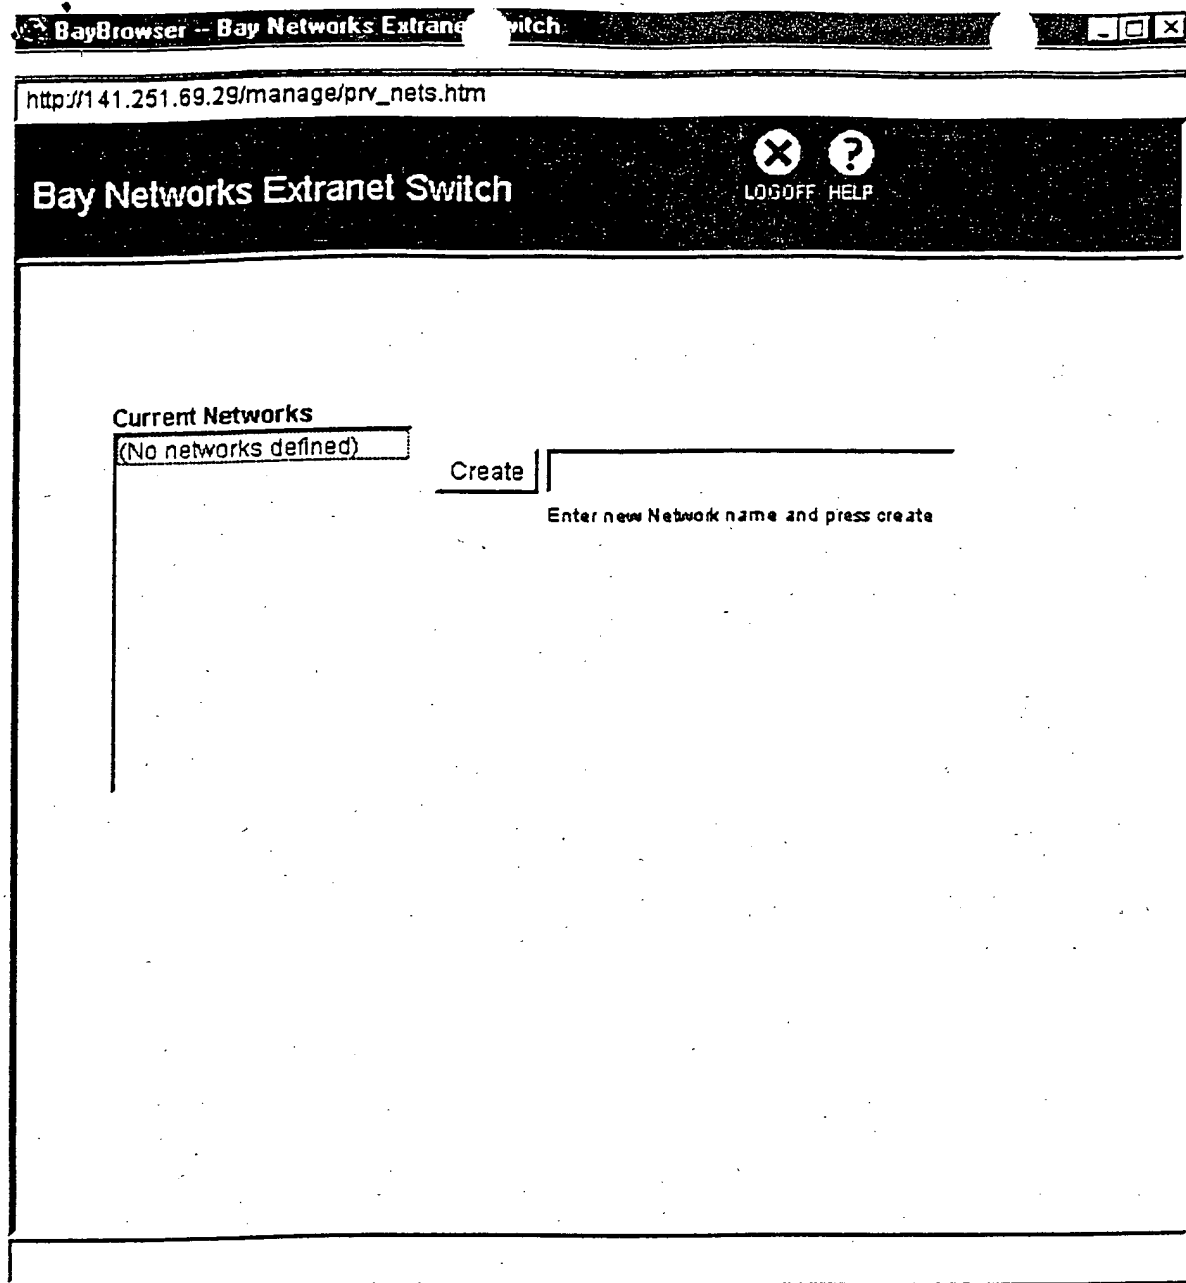 BayBrowser -- Bay Networks Extrane witch
http://141.251.69.29/manage/prv_nets.htm
Bay Networks Extranet Switch
LOGOFF HELP
Current Networks
(No networks defined)
Create
Enter new Network name and press create